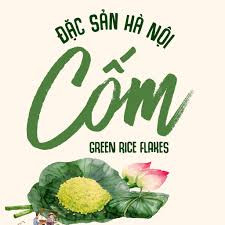 ĐẶC SẢN HÀ NỘI
Cốm
GREEN RICE FLAKES